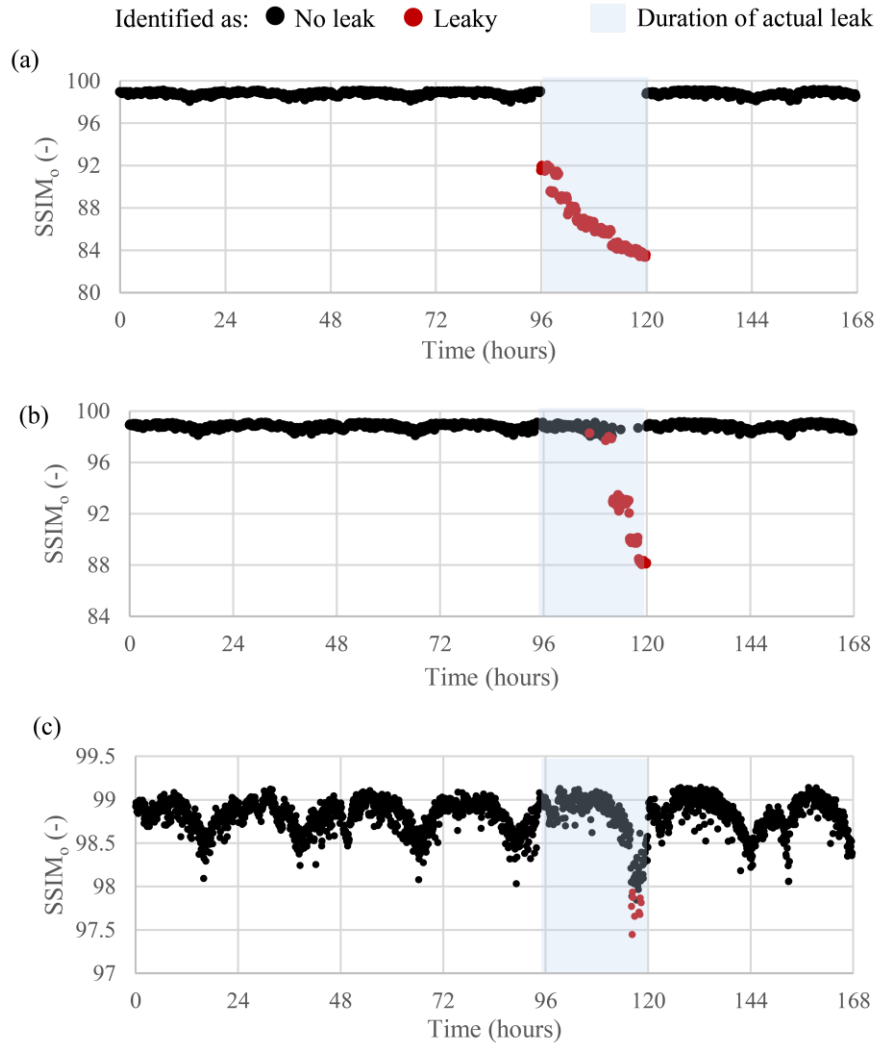 Identified as: No leak Leaky Duration of actual leak
(a)
100
96
92
88
84
80
SSIMo (-)
0 24 48 72 96 120 144 168
Time (hours)
(b)
100
96
92
88
84
SSIMo (-)
0 24 48 72 96 120 144 168
Time (hours)
(c)
99.5
99
98.5
98
97.5
97
SSIMo (-)
0 24 48 72 96 120 144 168
Time (hours)